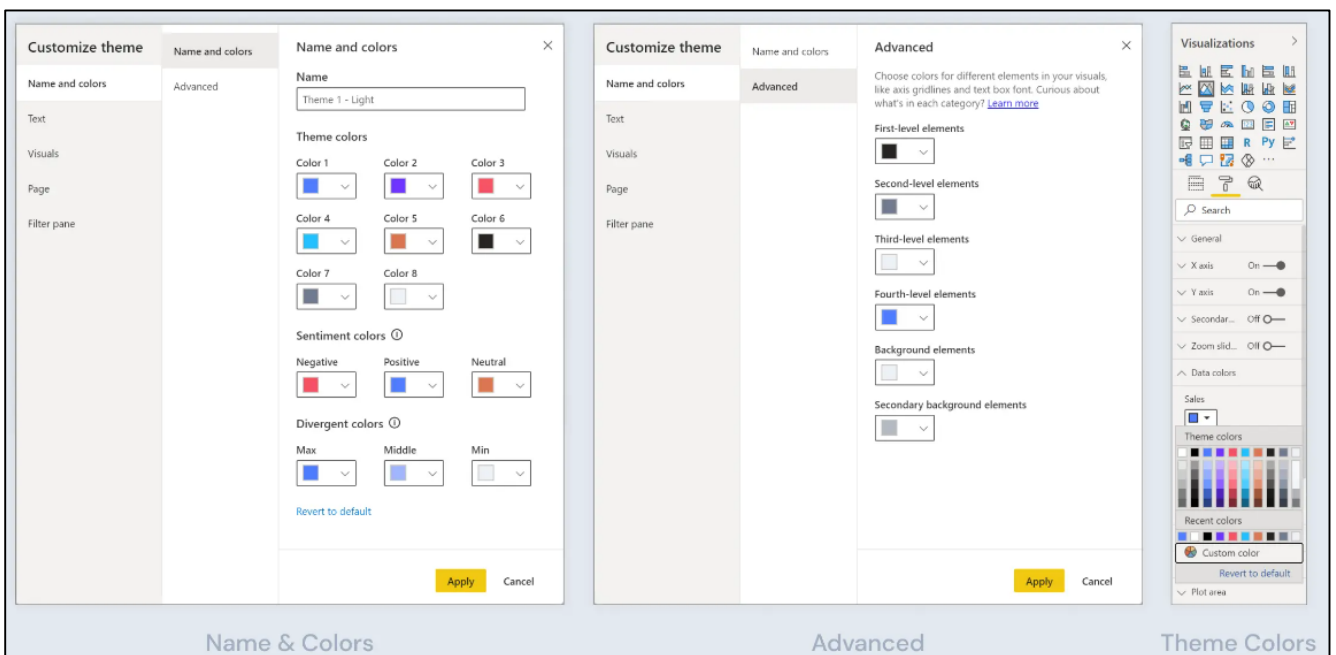 Customize theme
Name and colors
Text
Visuals
Page
Filter pane
Name and colors
Advanced
Name and colors
Name
Theme 1 - Light
Theme colors
Color 1 Color 2 Color 3
Color 4 Color 5 Color 6
Color 7 Color 8
Sentiment colors
Negative Positive Neutral
Divergent colors
Max Middle Min
Revert to default
Apply Cancel
Name & Colors
Customize theme
Name and colors
Text
Visuals
Page
Filter pane
Name and colors
Advanced
Advanced
Choose colors for different elements in your visuals,
like axis gridlines and text box font. Curious about
what's in each category? Learn more
First-level elements
Second-level elements
Third-level elements
Fourth-level elements
Background elements
Secondary background elements
Apply Cancel
Advanced
Visualizations
R Py
Search
General
X axis On
Y axis On
Secondar... Off
Zoom slid... Off
Data colors
Sales
Theme colors
Recent colors
Custom color
Revert to default
Plot area
Theme Colors